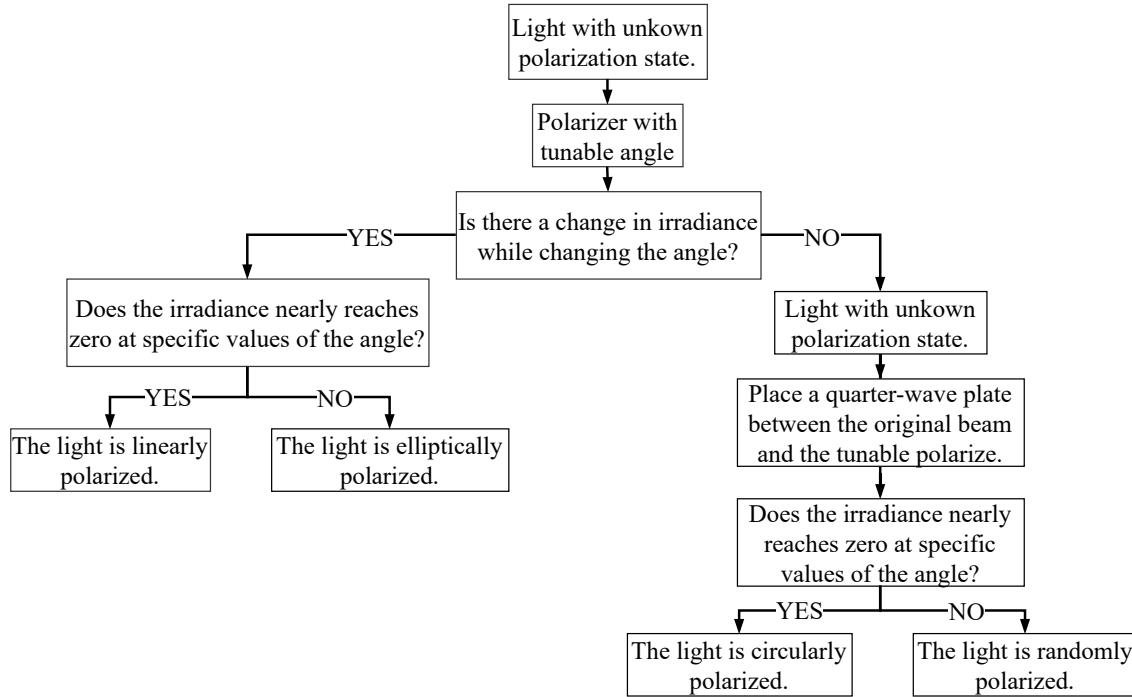 Light with unkown
polarization state.
Polarizer with
tunable angle
Is there a change in irradiance
while changing the angle?
YES
NO
Does the irradiance nearly reaches
zero at specific values of the angle?
YES
NO
The light is linearly
polarized.
The light is elliptically
polarized.
Light with unkown
polarization state.
Place a quarter-wave plate
between the original beam
and the tunable polarize.
Does the irradiance nearly
reaches zero at specific
values of the angle?
YES
NO
The light is circularly
polarized.
The light is randomly
polarized.